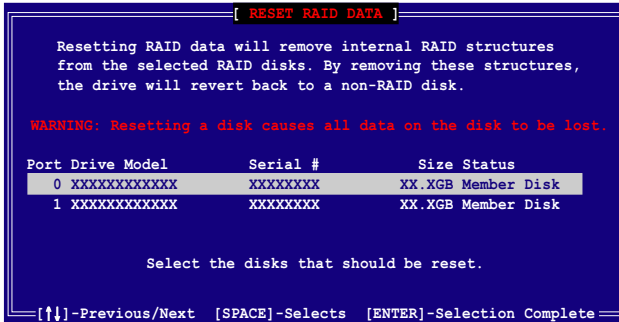 [ RESET RAID DATA ]
Resetting RAID data will remove internal RAID structures
from the selected RAID disks. By removing these structures,
the drive will revert back to a non-RAID disk.
WARNING: Resetting a disk causes all data on the disk to be lost.
Port Drive Model Serial # Size Status
0 XXXXXXXXXXXX XXXXXXXX XX.XGB Member Disk
1 XXXXXXXXXXXX XXXXXXXX XX.XGB Member Disk
Select the disks that should be reset.
[↑↓]-Previous/Next [SPACE]-Selects [ENTER]-Selection Complete